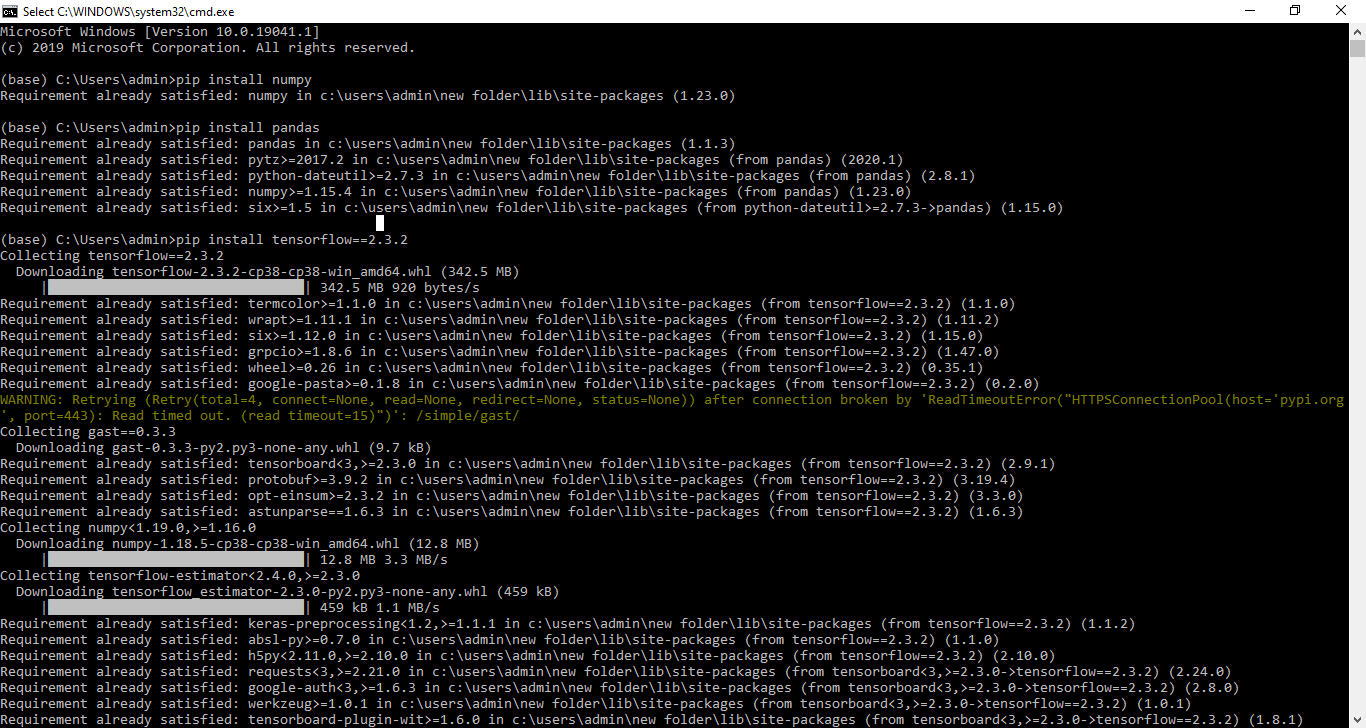 Select C:\WINDOWS\system32\cmd.exe
Microsoft Windows [Version 10.0.19041.1]
(c) 2019 Microsoft Corporation. All rights reserved.
(base) C:\Users\admin>pip install numpy
Requirement already satisfied: numpy in c:\users\admin\new folder\lib\site-packages (1.23.0)
(base) C:\Users\admin>pip install pandas
Requirement already satisfied: pandas in c:\users\admin\new folder\lib\site-packages (1.1.3)
Requirement already satisfied: pytz>=2017.2 in c:\users\admin\new folder\lib\site-packages (from pandas) (2020.1)
Requirement already satisfied: python-dateutil>=2.7.3 in c:\users\admin\new folder\lib\site-packages (from pandas) (2.8.1)
Requirement already satisfied: numpy>=1.15.4 in c:\users\admin\new folder\lib\site-packages (from pandas) (1.23.0)
Requirement already satisfied: six>=1.5 in c:\users\admin\new folder\lib\site-packages (from python-dateutil>=2.7.3->pandas) (1.15.0)
(base) C:\Users\admin>pip install tensorflow==2.3.2
Collecting tensorflow==2.3.2
Downloading tensorflow-2.3.2-cp38-cp38-win_amd64.whl (342.5 MB)
| | 342.5 MB 920 bytes/s
Requirement already satisfied: termcolor>=1.1.0 in c:\users\admin\new folder\lib\site-packages (from tensorflow==2.3.2) (1.1.0)
Requirement already satisfied: wrapt>=1.11.1 in c:\users\admin\new folder\lib\site-packages (from tensorflow==2.3.2) (1.11.2)
Requirement already satisfied: six>=1.12.0 in c:\users\admin\new folder\lib\site-packages (from tensorflow==2.3.2) (1.15.0)
Requirement already satisfied: grpcio>=1.8.6 in c:\users\admin\new folder\lib\site-packages (from tensorflow==2.3.2) (1.47.0)
Requirement already satisfied: wheel>=0.26 in c:\users\admin\new folder\lib\site-packages (from tensorflow==2.3.2) (0.35.1)
Requirement already satisfied: google-pasta>=0.1.8 in c:\users\admin\new folder\lib\site-packages (from tensorflow==2.3.2) (0.2.0)
WARNING: Retrying (Retry(total=4, connect=None, read=None, redirect=None, status=None)) after connection broken by 'ReadTimeoutError("HTTPSConnectionPool(host='pypi.org
', port=443): Read timed out. (read timeout=15)")': /simple/gast/
Collecting gast==0.3.3
Downloading gast-0.3.3-py2.py3-none-any.whl (9.7 kB)
Requirement already satisfied: tensorboard<3,>=2.3.0 in c:\users\admin\new folder\lib\site-packages (from tensorflow==2.3.2) (2.9.1)
Requirement already satisfied: protobuf>=3.9.2 in c:\users\admin\new folder\lib\site-packages (from tensorflow==2.3.2) (3.19.4)
Requirement already satisfied: opt-einsum>=2.3.2 in c:\users\admin\new folder\lib\site-packages (from tensorflow==2.3.2) (3.3.0)
Requirement already satisfied: astunparse==1.6.3 in c:\users\admin\new folder\lib\site-packages (from tensorflow==2.3.2) (1.6.3)
Collecting numpy<1.19.0,>=1.16.0
Downloading numpy-1.18.5-cp38-cp38-win_amd64.whl (12.8 MB)
| | 12.8 MB 3.3 MB/s
Collecting tensorflow-estimator<2.4.0,>=2.3.0
Downloading tensorflow_estimator-2.3.0-py2.py3-none-any.whl (459 kB)
| | 459 kB 1.1 MB/s
Requirement already satisfied: keras-preprocessing<1.2,>=1.1.1 in c:\users\admin\new folder\lib\site-packages (from tensorflow==2.3.2) (1.1.2)
Requirement already satisfied: absl-py>=0.7.0 in c:\users\admin\new folder\lib\site-packages (from tensorflow==2.3.2) (1.1.0)
Requirement already satisfied: h5py<2.11.0,>=2.10.0 in c:\users\admin\new folder\lib\site-packages (from tensorflow==2.3.2) (2.10.0)
Requirement already satisfied: requests<3,>=2.21.0 in c:\users\admin\new folder\lib\site-packages (from tensorboard<3,>=2.3.0->tensorflow==2.3.2) (2.24.0)
Requirement already satisfied: google-auth<3,>=1.6.3 in c:\users\admin\new folder\lib\site-packages (from tensorboard<3,>=2.3.0->tensorflow==2.3.2) (2.8.0)
Requirement already satisfied: werkzeug>=1.0.1 in c:\users\admin\new folder\lib\site-packages (from tensorboard<3,>=2.3.0->tensorflow==2.3.2) (1.0.1)
Requirement already satisfied: tensorboard-plugin-wit>=1.6.0 in c:\users\admin\new folder\lib\site-packages (from tensorboard<3,>=2.3.0->tensorflow==2.3.2) (1.8.1)